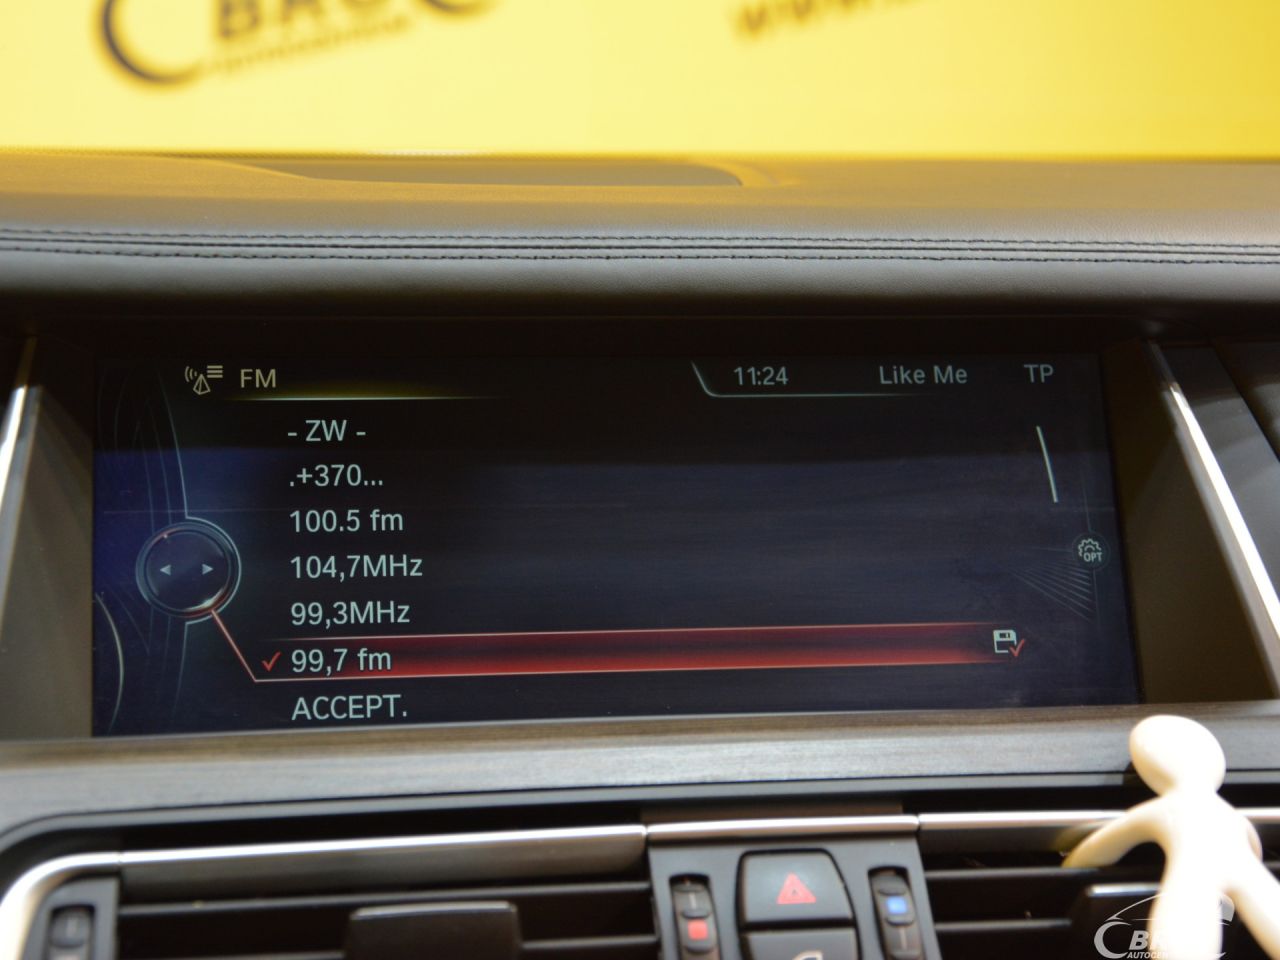 FM 11:24 Like Me TP
- ZW -
.+370...
100.5 fm
104,7MHz
99,3MHz
OPT
99,7 fm
ACCEPT.